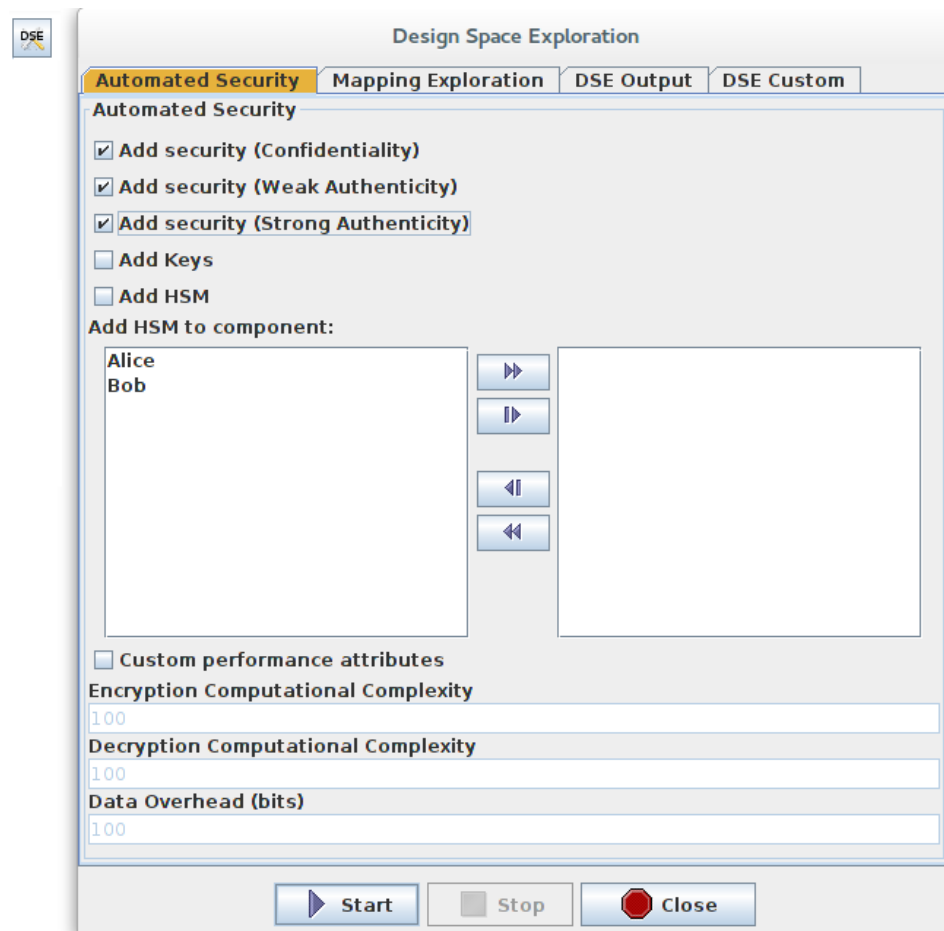 DSE
Design Space Exploration
Automated Security Mapping Exploration DSE Output DSE Custom
Automated Security
Add security (Confidentiality)
Add security (Weak Authenticity)
Add security (Strong Authenticity)
Add Keys
Add HSM
Add HSM to component:
Alice
Bob
Custom performance attributes
Encryption Computational Complexity
100
Decryption Computational Complexity
100
Data Overhead (bits)
100
Start Stop Close